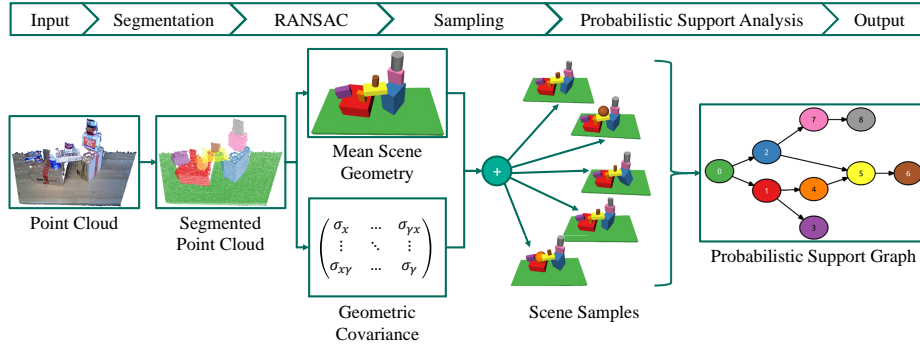 Input
Segmentation
RANSAC
Sampling
Probabilistic Support Analysis
Output
Point Cloud
Segmented
Point Cloud
Mean Scene
Geometry
σx ... σγx
⋮ ⋱ ⋮
σxγ ... σγ
Geometric
Covariance
+
Scene Samples
0
1
2
3
4
5
6
7
8
Probabilistic Support Graph